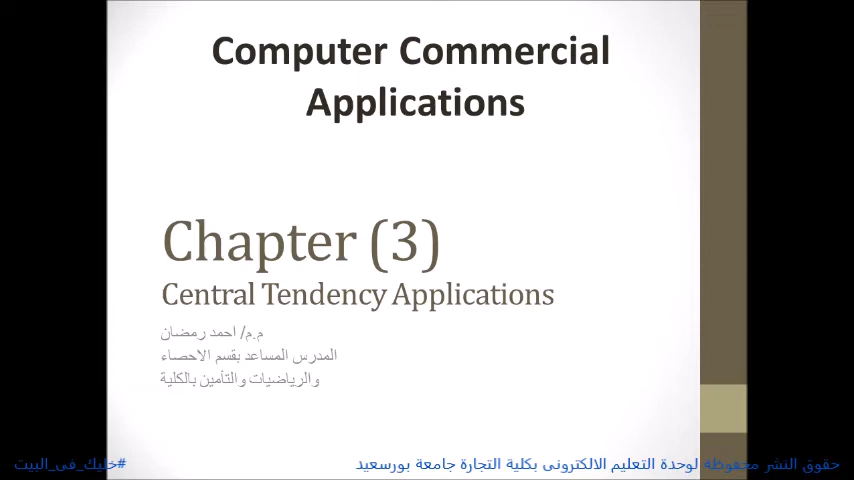 Computer Commercial
Applications
Chapter (3)
Central Tendency Applications
م.م/ احمد رمضان
المدرس المساعد بقسم الاحصاء
والرياضيات والتأمين بالكلية
حقوق النشر محفوظة لوحدة التعليم الالكترونى بكلية التجارة جامعة بورسعيد
#خليك_فى_البيت